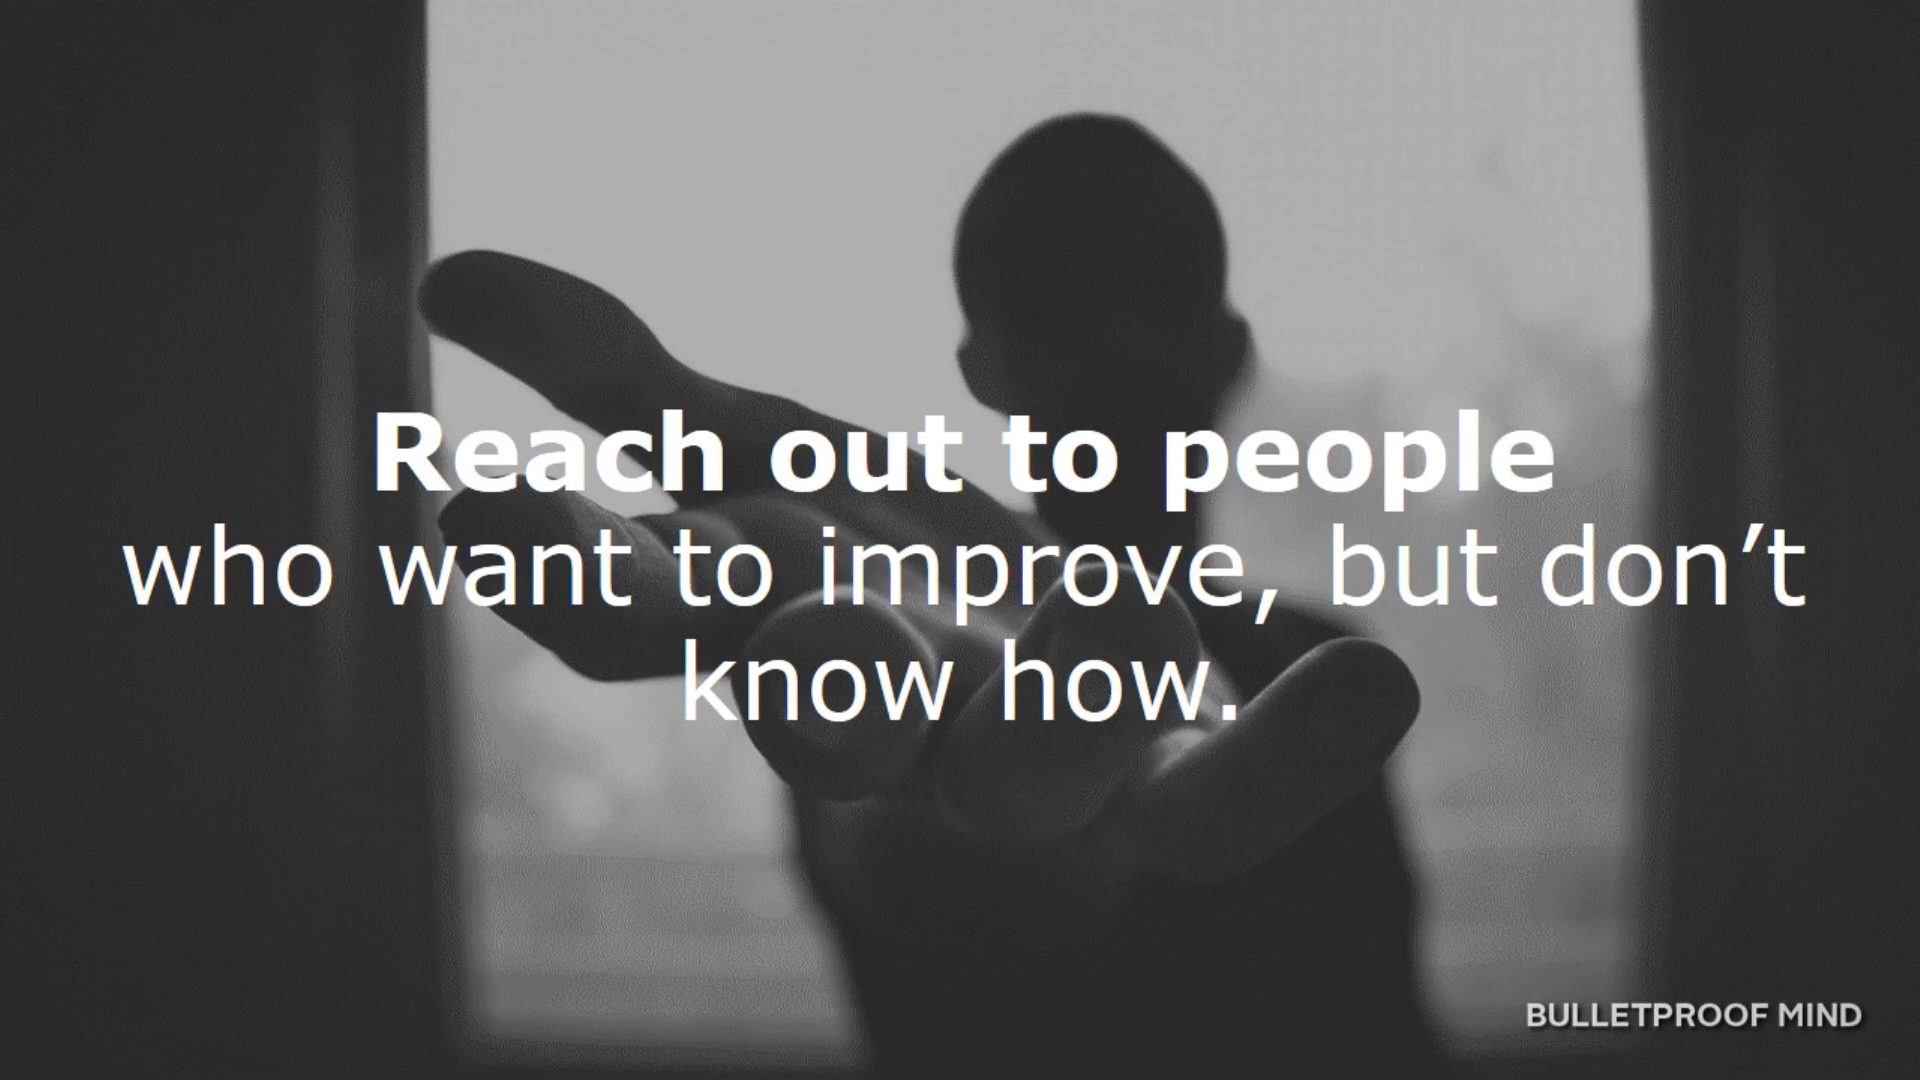 Reach out to people
who want to improve, but don’t
know how.
BULLETPROOF MIND